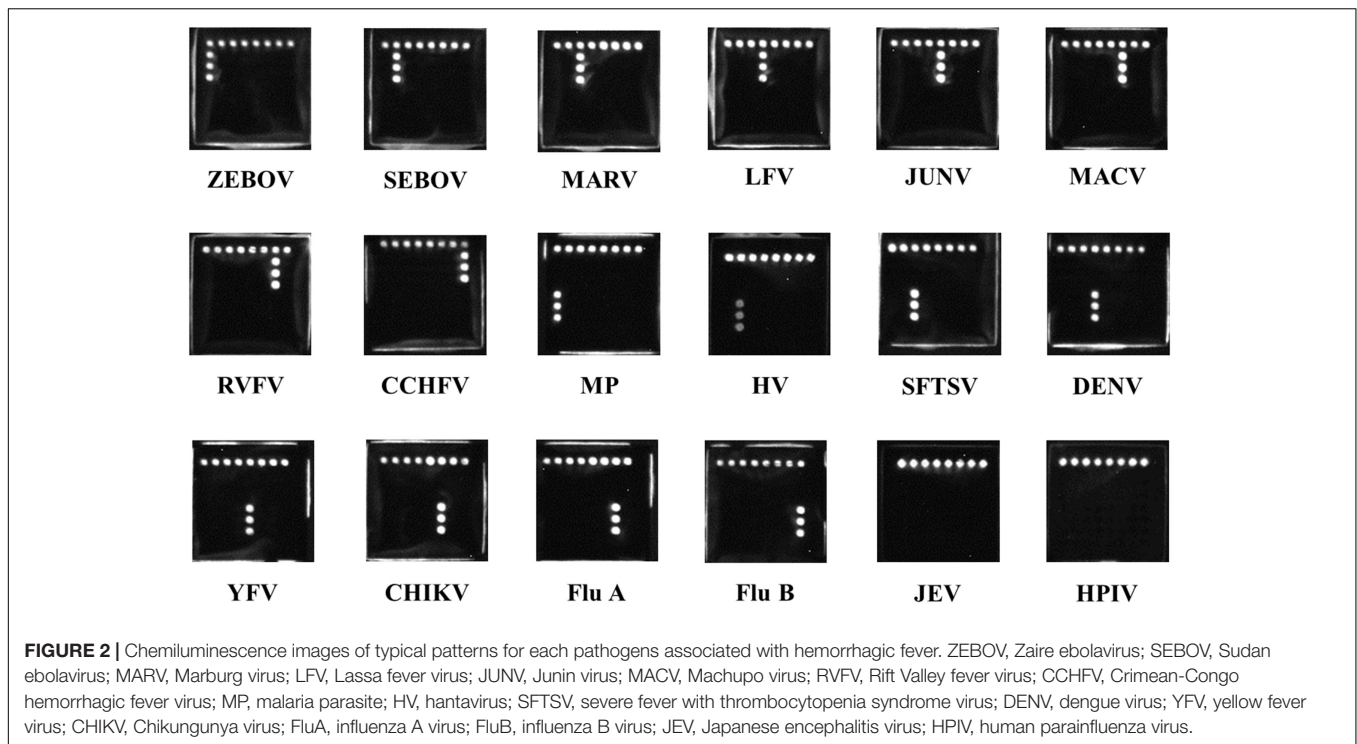 ZEBOV SEBOV MARV LFV JUNV MACV
RVFV CCHFV MP HV SFTSV DENV
YFV CHIKV Flu A Flu B JEV HPIV
FIGURE 2 | Chemiluminescence images of typical patterns for each pathogens associated with hemorrhagic fever. ZEBOV, Zaire ebolavirus; SEBOV, Sudan
ebolavirus; MARV, Marburg virus; LFV, Lassa fever virus; JUNV, Junin virus; MACV, Machupo virus; RVFV, Rift Valley fever virus; CCHFV, Crimean-Congo
hemorrhagic fever virus; MP, malaria parasite; HV, hantavirus; SFTSV, severe fever with thrombocytopenia syndrome virus; DENV, dengue virus; YFV, yellow fever
virus; CHIKV, Chikungunya virus; FluA, influenza A virus; FluB, influenza B virus; JEV, Japanese encephalitis virus; HPIV, human parainfluenza virus.